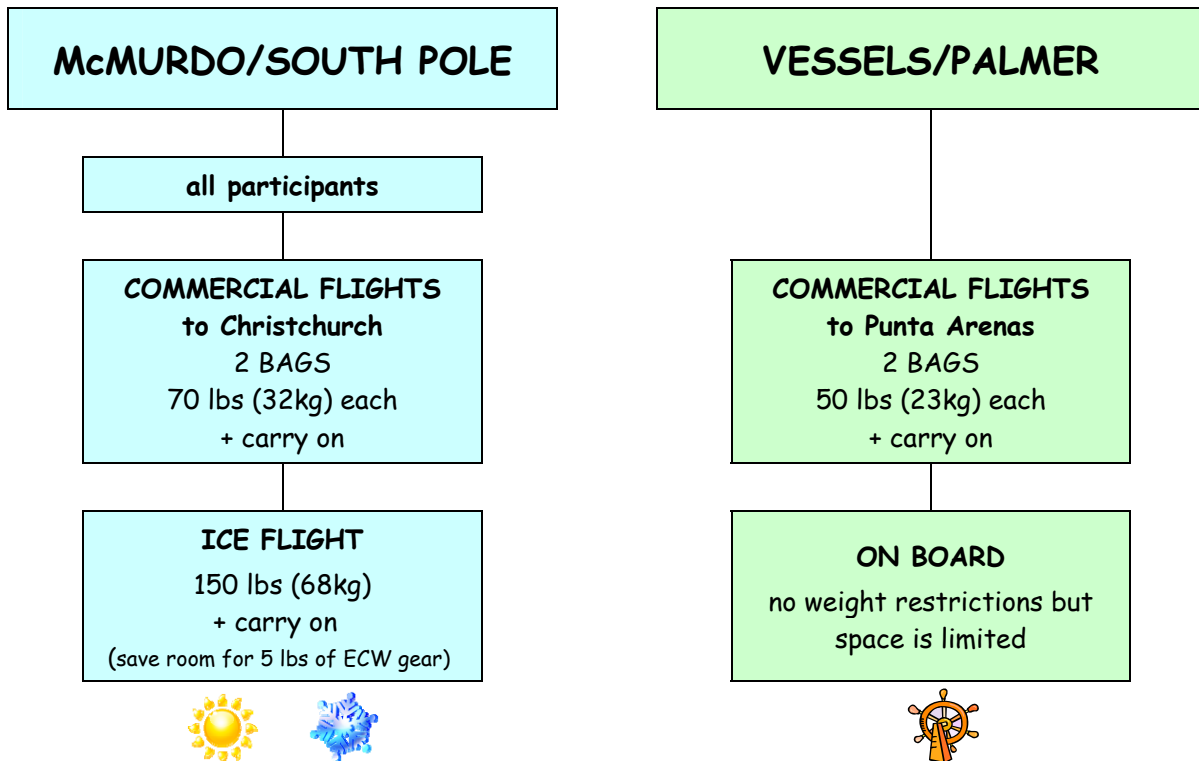 McMURDO/SOUTH POLE
all participants
COMMERCIAL FLIGHTS
to Christchurch
2 BAGS
70 lbs (32kg) each
+ carry on
ICE FLIGHT
150 lbs (68kg)
+ carry on
(save room for 5 lbs of ECW gear)
VESSELS/PALMER
COMMERCIAL FLIGHTS
to Punta Arenas
2 BAGS
50 lbs (23kg) each
+ carry on
ON BOARD
no weight restrictions but
space is limited